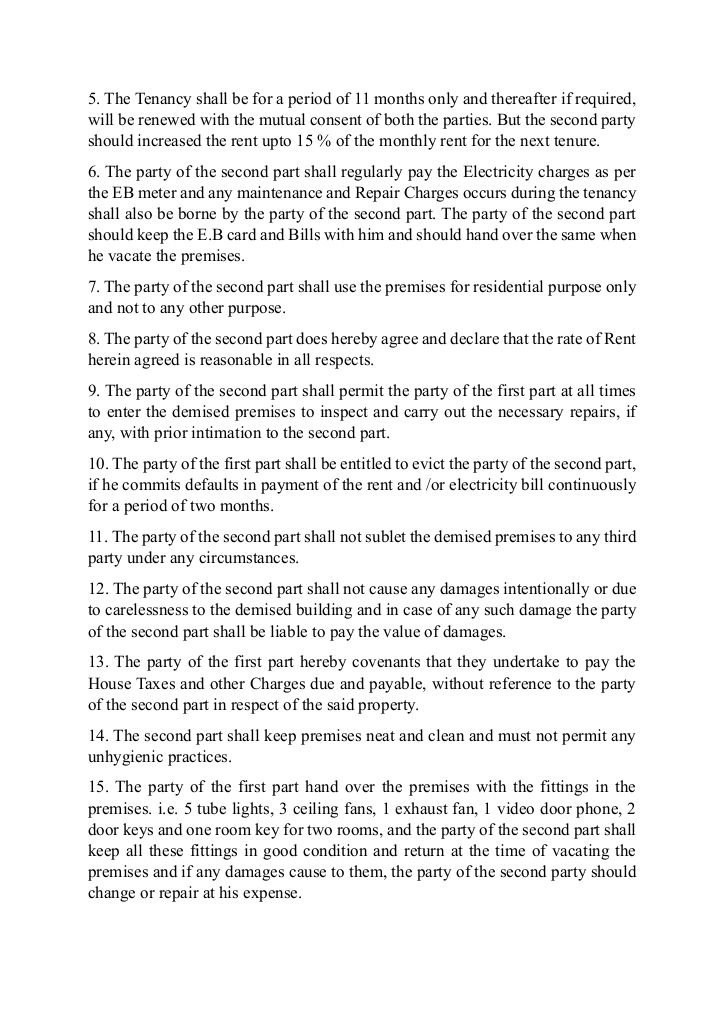 5. The Tenancy shall be for a period of 11 months only and thereafter if required,
will be renewed with the mutual consent of both the parties. But the second party
should increased the rent upto 15 % of the monthly rent for the next tenure.
6. The party of the second part shall regularly pay the Electricity charges as per
the EB meter and any maintenance and Repair Charges occurs during the tenancy
shall also be borne by the party of the second part. The party of the second part
should keep the E.B card and Bills with him and should hand over the same when
he vacate the premises.
7. The party of the second part shall use the premises for residential purpose only
and not to any other purpose.
8. The party of the second part does hereby agree and declare that the rate of Rent
herein agreed is reasonable in all respects.
9. The party of the second part shall permit the party of the first part at all times
to enter the demised premises to inspect and carry out the necessary repairs, if
any, with prior intimation to the second part.
10. The party of the first part shall be entitled to evict the party of the second part,
if he commits defaults in payment of the rent and /or electricity bill continuously
for a period of two months.
11. The party of the second part shall not sublet the demised premises to any third
party under any circumstances.
12. The party of the second part shall not cause any damages intentionally or due
to carelessness to the demised building and in case of any such damage the party
of the second part shall be liable to pay the value of damages.
13. The party of the first part hereby covenants that they undertake to pay the
House Taxes and other Charges due and payable, without reference to the party
of the second part in respect of the said property.
14. The second part shall keep premises neat and clean and must not permit any
unhygienic practices.
15. The party of the first part hand over the premises with the fittings in the
premises. i.e. 5 tube lights, 3 ceiling fans, 1 exhaust fan, 1 video door phone, 2
door keys and one room key for two rooms, and the party of the second part shall
keep all these fittings in good condition and return at the time of vacating the
premises and if any damages cause to them, the party of the second party should
change or repair at his expense.